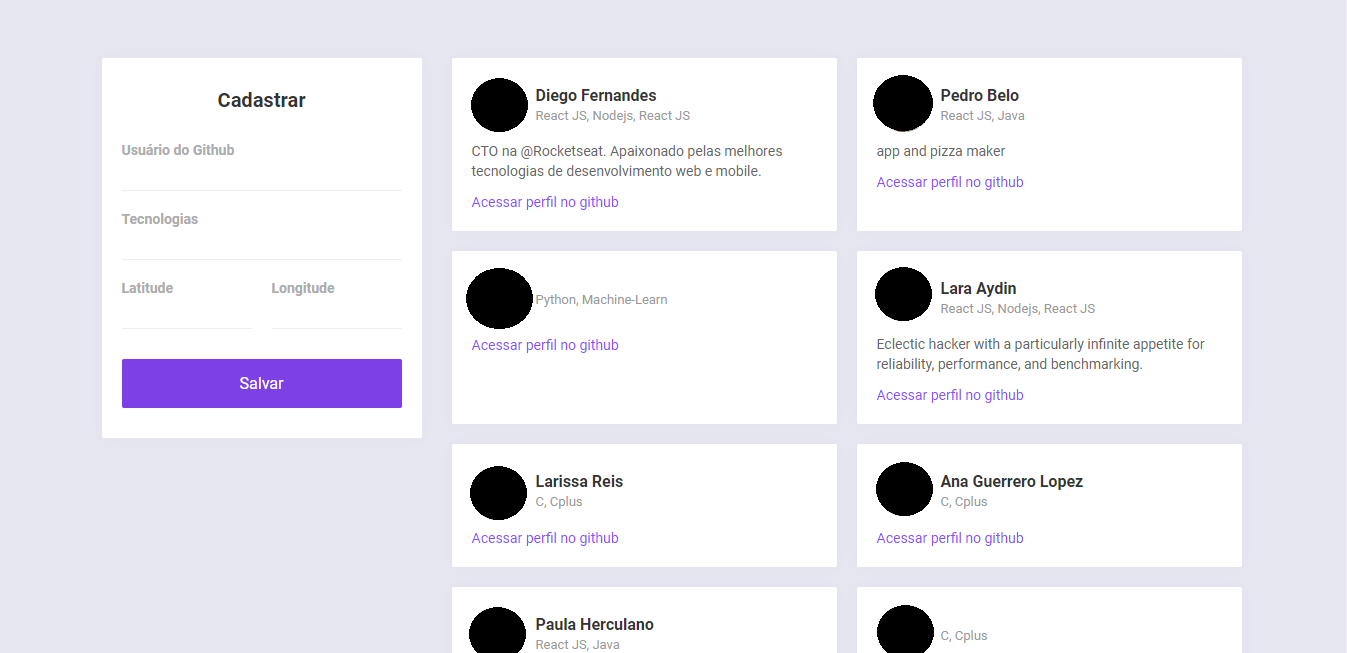 Cadastrar
Usuário do Github
Tecnologias
Latitude
Longitude
Salvar
Diego Fernandes
React JS, Nodejs, React JS
CTO na @Rocketseat. Apaixonado pelas melhores
tecnologias de desenvolvimento web e mobile.
Acessar perfil no github
Pedro Belo
React JS, Java
app and pizza maker
Acessar perfil no github
Python, Machine-Learn
Acessar perfil no github
Lara Aydin
React JS, Nodejs, React JS
Eclectic hacker with a particularly infinite appetite for
reliability, performance, and benchmarking.
Acessar perfil no github
Larissa Reis
C, Cplus
Acessar perfil no github
Ana Guerrero Lopez
C, Cplus
Acessar perfil no github
Paula Herculano
React JS, Java
C, Cplus